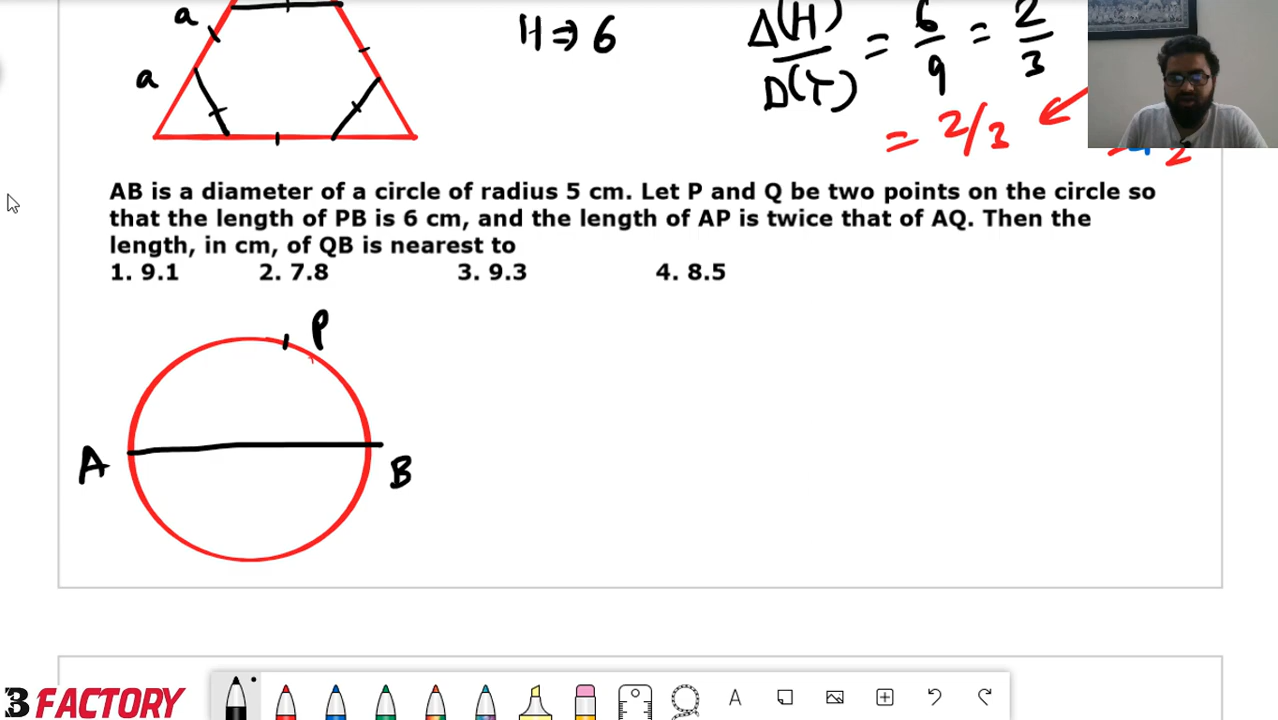 a
a
H ⇒ 6
Δ(H)/D(T) = 6/9 = 2/3
= 2/3
2
AB is a diameter of a circle of radius 5 cm. Let P and Q be two points on the circle so
that the length of PB is 6 cm, and the length of AP is twice that of AQ. Then the
length, in cm, of QB is nearest to
1. 9.1 2. 7.8 3. 9.3 4. 8.5
P
A
B
FACTORY
A